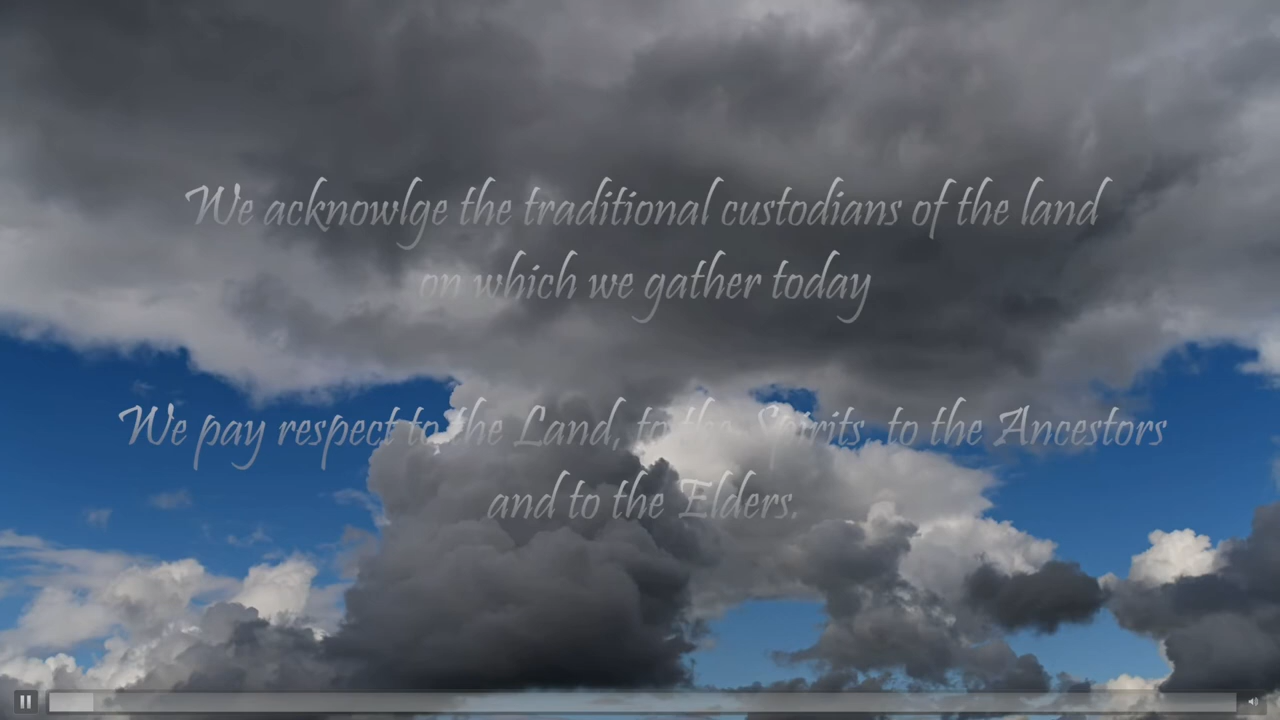 We acknowlge the traditional custodians of the land
on which we gather today
We pay respect to the Land, to the Spirits, to the Ancestors
and to the Elders.